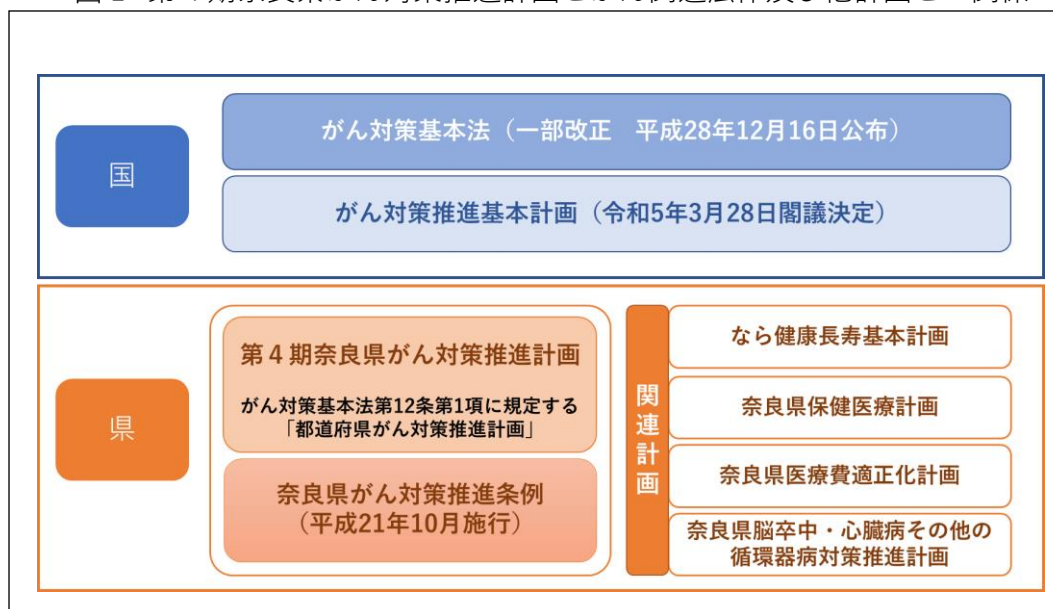 国
がん対策基本法（一部改正　平成28年12月16日公布）
がん対策推進基本計画（令和5年3月28日閣議決定）
県
第４期奈良県がん対策推進計画
がん対策基本法第12条第1項に規定する
「都道府県がん対策推進計画」
奈良県がん対策推進条例
（平成21年10月施行）
関連計画
なら健康長寿基本計画
奈良県保健医療計画
奈良県医療費適正化計画
奈良県脳卒中・心臓病その他の
循環器病対策推進計画